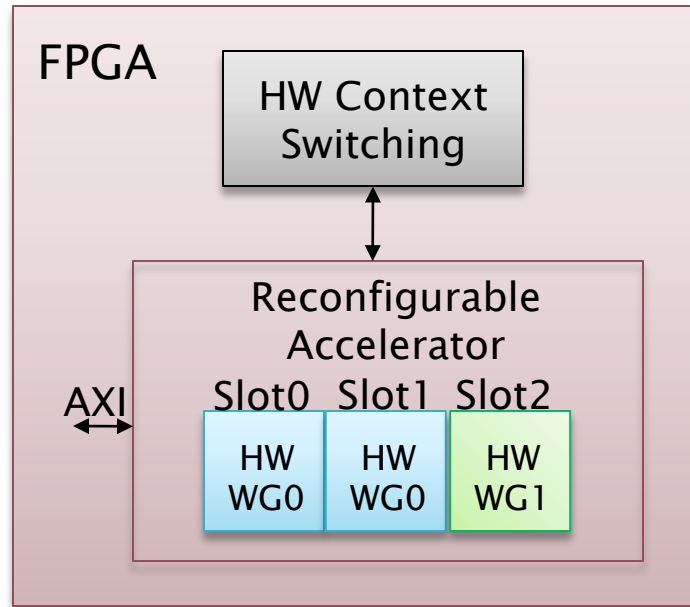 FPGA
HW Context
Switching
Reconfigurable
Accelerator
AXI
Slot0 Slot1 Slot2
HW
WG0
HW
WG0
HW
WG1